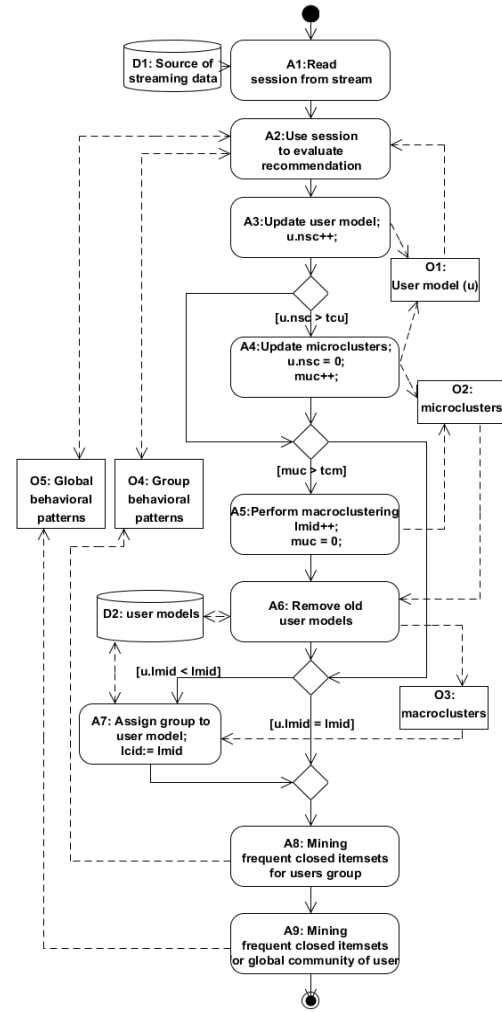 D1: Source of
streaming data
A1:Read
session from stream
A2:Use session
to evaluate
recommendation
A3:Update user model;
u.nsc++;
O1:
User model (u)
[u.nsc > tcu]
A4:Update microclusters;
u.nsc = 0;
muc++;
O2:
microclusters
[muc > tcm]
O5: Global
behavioral
patterns
O4: Group
behavioral
patterns
A5:Perform macroclustering
lmid++;
muc = 0;
A6: Remove old
user models
D2: user models
[u.lmid < lmid]
O3:
macroclusters
A7: Assign group to
user model;
lcid:= lmid
[u.lmid = lmid]
A8: Mining
frequent closed itemsets
for users group
A9: Mining
frequent closed itemsets
or global community of user